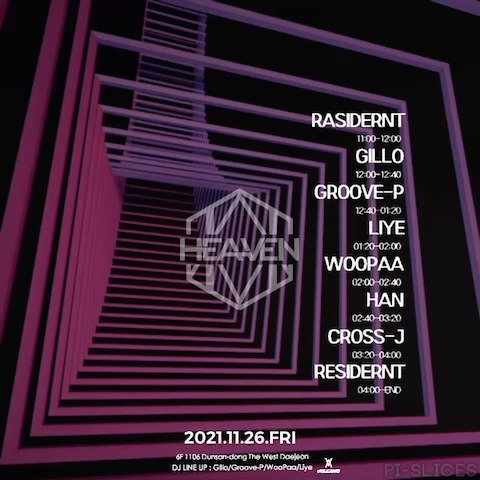 RASIDERNT
11:00-12:00
GILLO
12:00-12:40
GROOVE-P
12:40-01:20
LIYE
01:20-02:00
WOOPAA
02:00-02:40
HAN
02:40-03:20
CROSS-J
03:20-04:00
RESIDERNT
04:00-END
HEAVEN
2021.11.26.FRI
6F 1106 Dunsan-dong The West Daejeon
DJ LINE UP : Gillo/Groove-P/WooPaa/Liye
PI-SLICES